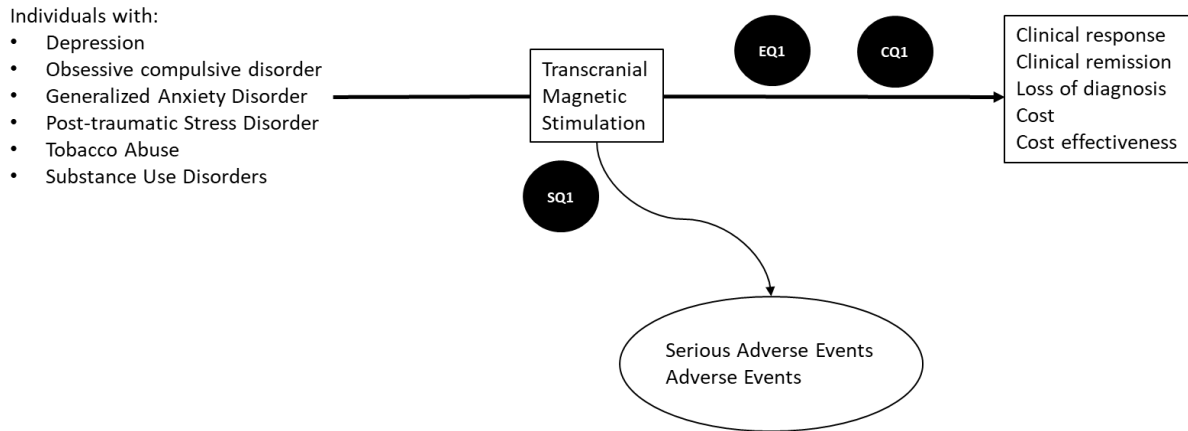 Individuals with:
• Depression
• Obsessive compulsive disorder
• Generalized Anxiety Disorder
• Post-traumatic Stress Disorder
• Tobacco Abuse
• Substance Use Disorders
Transcranial
Magnetic
Stimulation
EQ1
CQ1
Clinical response
Clinical remission
Loss of diagnosis
Cost
Cost effectiveness
SQ1
Serious Adverse Events
Adverse Events